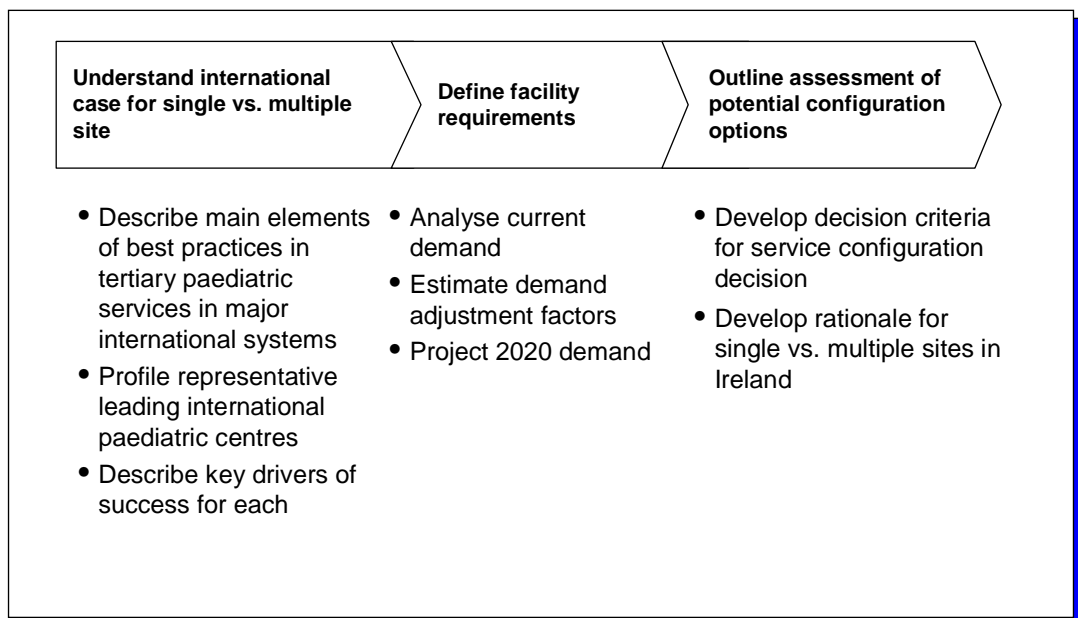 Understand international
case for single vs. multiple
site
• Describe main elements
of best practices in
tertiary paediatric
services in major
international systems
• Profile representative
leading international
paediatric centres
• Describe key drivers of
success for each
Define facility
requirements
• Analyse current
demand
• Estimate demand
adjustment factors
• Project 2020 demand
Outline assessment of
potential configuration
options
• Develop decision criteria
for service configuration
decision
• Develop rationale for
single vs. multiple sites in
Ireland